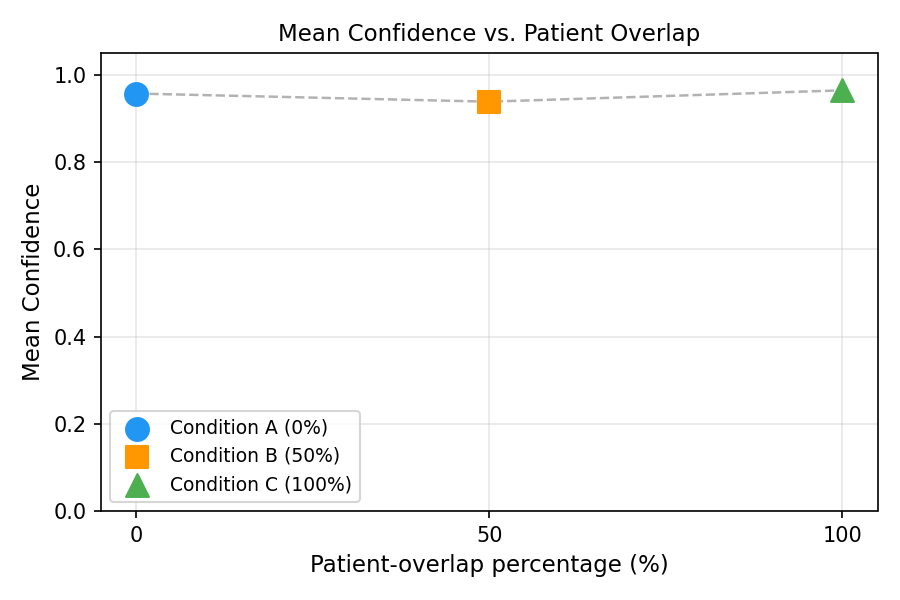 Mean Confidence vs. Patient Overlap
Mean Confidence
1.0
0.8
0.6
0.4
0.2
0.0
Condition A (0%)
Condition B (50%)
Condition C (100%)
0
50
100
Patient-overlap percentage (%)